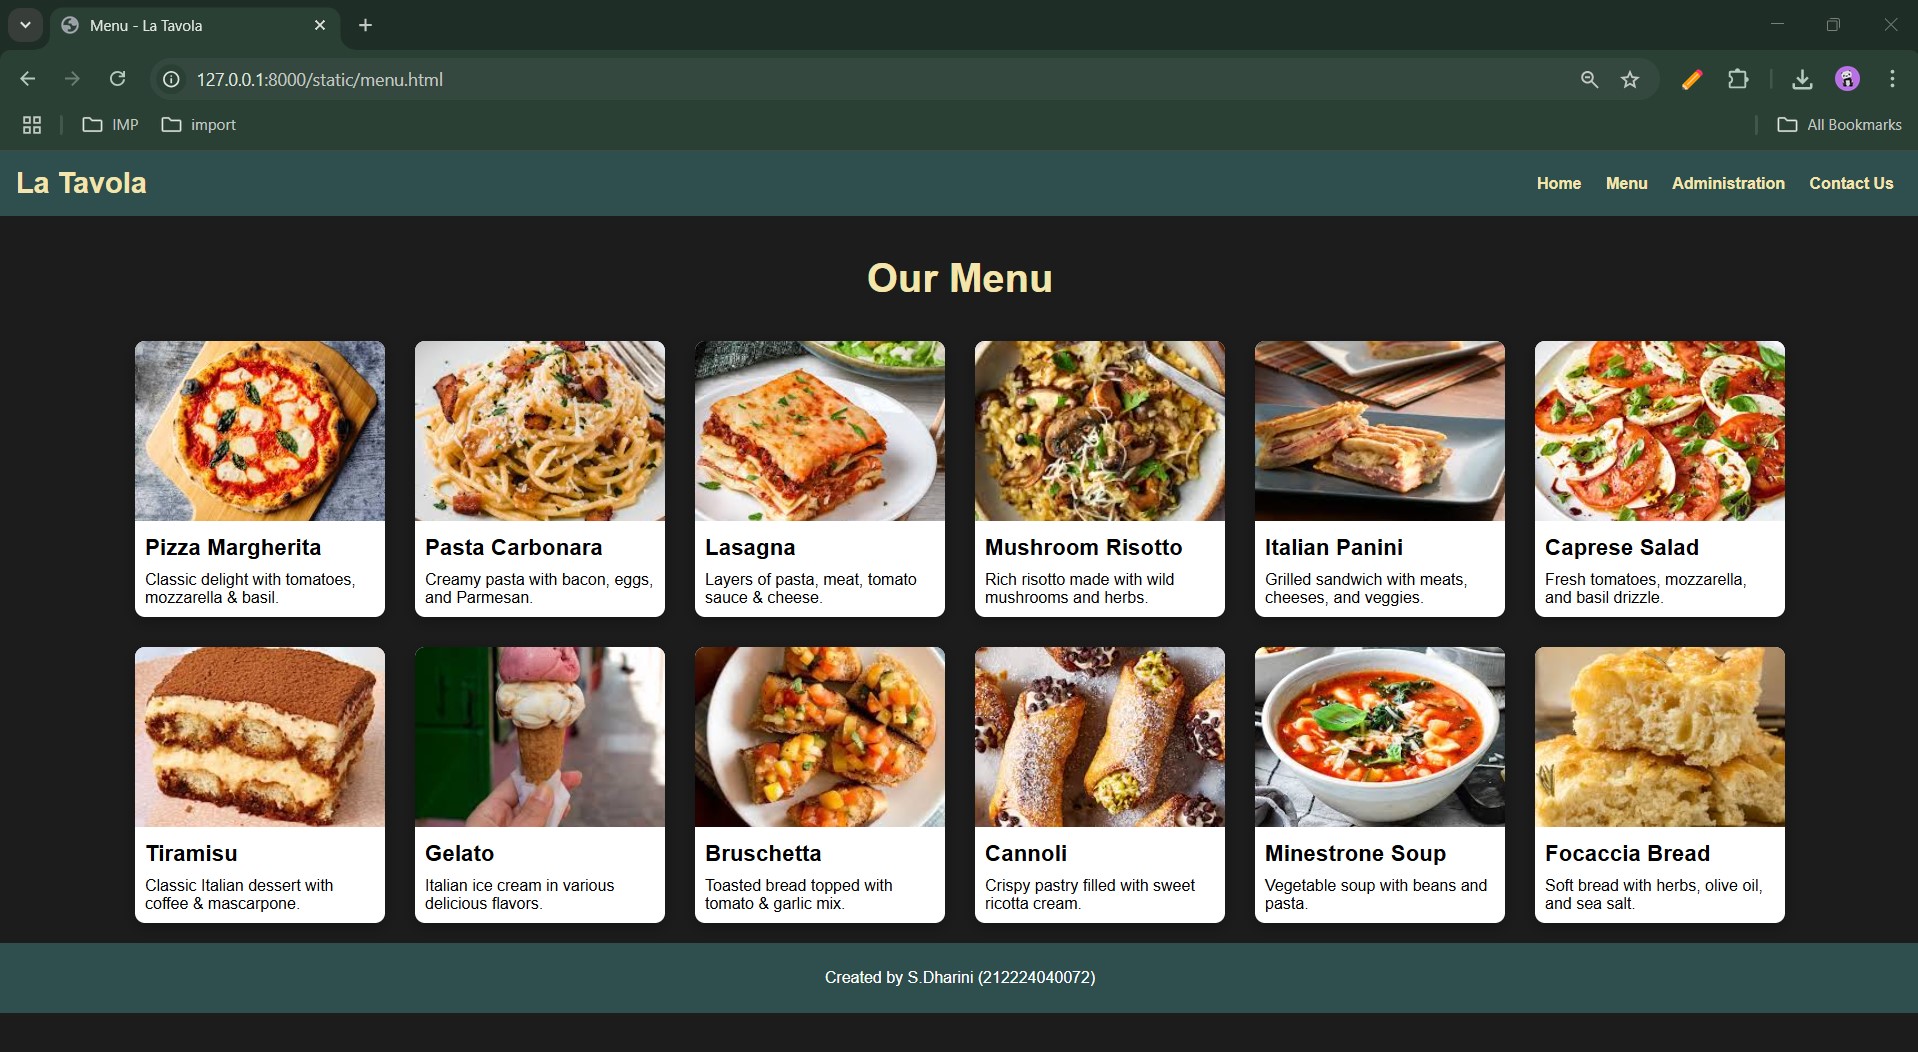 Menu - La Tavola
127.0.0.1:8000/static/menu.html
IMP import All Bookmarks
La Tavola Home Menu Administration Contact Us
Our Menu
Pizza Margherita
Classic delight with tomatoes,
mozzarella & basil.
Pasta Carbonara
Creamy pasta with bacon, eggs,
and Parmesan.
Lasagna
Layers of pasta, meat, tomato
sauce & cheese.
Mushroom Risotto
Rich risotto made with wild
mushrooms and herbs.
Italian Panini
Grilled sandwich with meats,
cheeses, and veggies.
Caprese Salad
Fresh tomatoes, mozzarella,
and basil drizzle.
Tiramisu
Classic Italian dessert with
coffee & mascarpone.
Gelato
Italian ice cream in various
delicious flavors.
Bruschetta
Toasted bread topped with
tomato & garlic mix.
Cannoli
Crispy pastry filled with sweet
ricotta cream.
Minestrone Soup
Vegetable soup with beans and
pasta.
Focaccia Bread
Soft bread with herbs, olive oil,
and sea salt.
Created by S.Dharini (212224040072)